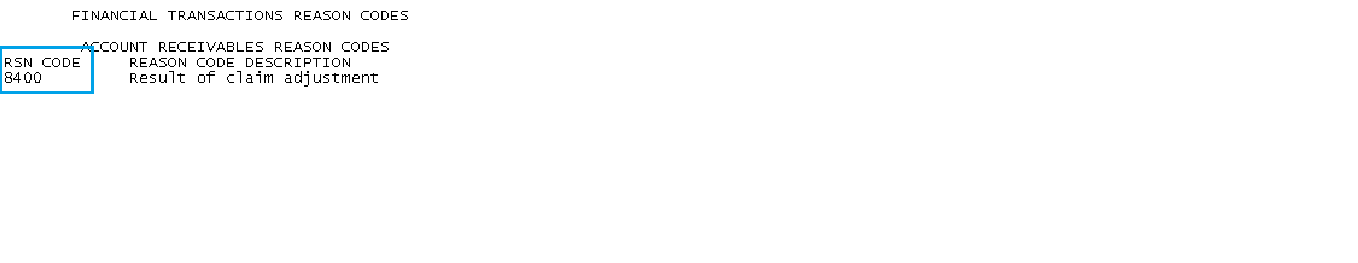 FINANCIAL TRANSACTIONS REASON CODES
ACCOUNT RECEIVABLES REASON CODES
RSN CODE REASON CODE DESCRIPTION
8400 Result of claim adjustment